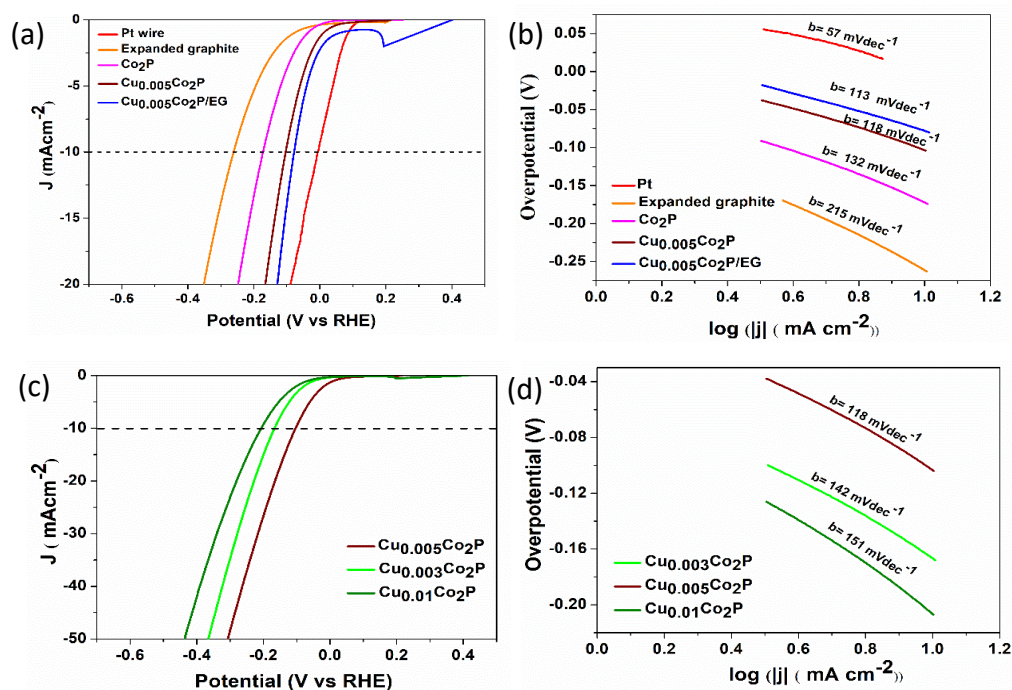 (a)
J (mAcm-2)
0
-5
-10
-15
-20
Pt wire
Expanded graphite
Co2P
Cu0.005Co2P
Cu0.005Co2P/EG
-0.6 -0.4 -0.2 0.0 0.2 0.4
Potential (V vs RHE)
(b)
Overpotential (V)
0.05
0.00
-0.05
-0.10
-0.15
-0.20
-0.25
b= 57 mVdec-1
b= 113 mVdec-1
b= 118 mVdec-1
b= 132 mVdec-1
b= 215 mVdec-1
Pt
Expanded graphite
Co2P
Cu0.005Co2P
Cu0.005Co2P/EG
0.0 0.2 0.4 0.6 0.8 1.0 1.2
log (|j| ( mA cm-2))
(c)
J ( mAcm-2)
0
-10
-20
-30
-40
-50
Cu0.005Co2P
Cu0.003Co2P
Cu0.01Co2P
-0.6 -0.4 -0.2 0.0 0.2 0.4
Potential (V vs RHE)
(d)
Overpotential (V)
-0.04
-0.08
-0.12
-0.16
-0.20
b= 118 mVdec-1
b= 142 mVdec-1
b= 151 mVdec-1
Cu0.003Co2P
Cu0.005Co2P
Cu0.01Co2P
0.0 0.2 0.4 0.6 0.8 1.0 1.2
log (|j| ( mA cm-2))